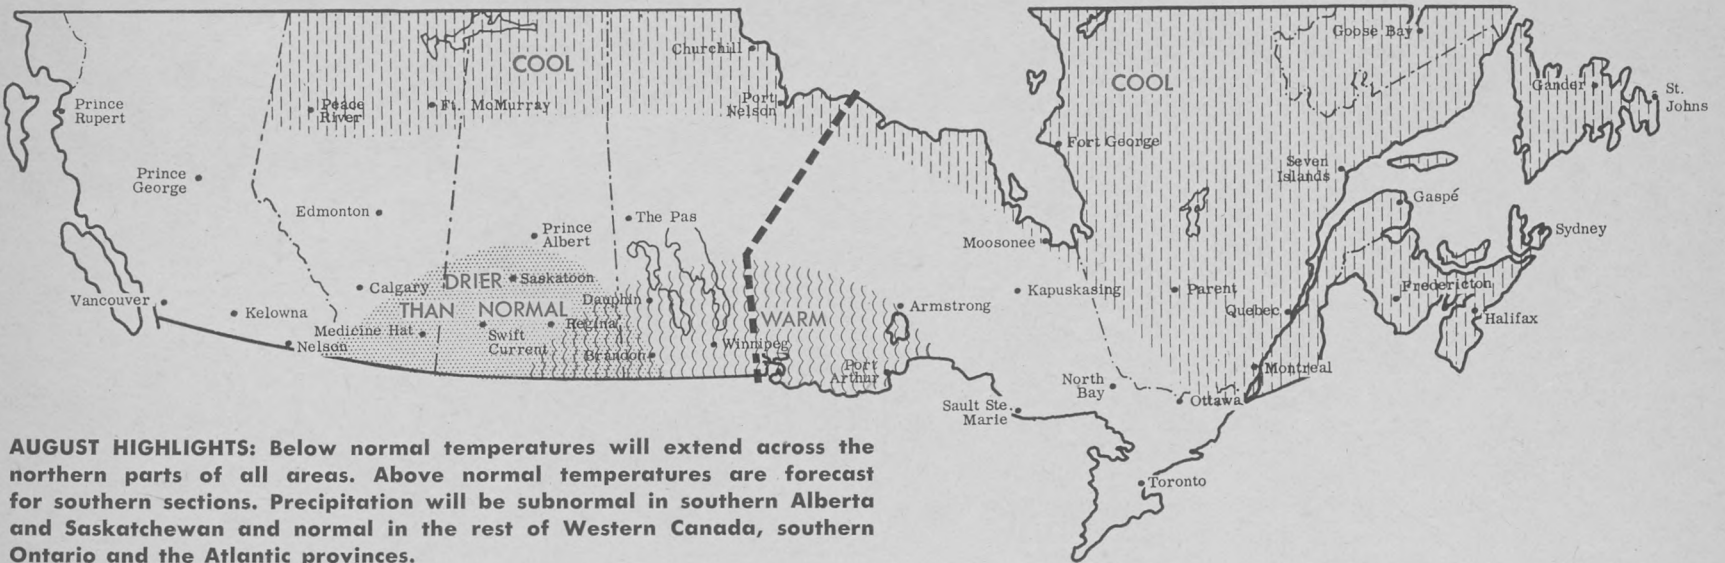 Goose Bay
Churchill
COOL
COOL
Gander
St.
Johns
Prince
Rupert
Peace
River
Ft. McMurray
Port
Nelson
Fort George
Seven
Islands
Prince
George
Gaspé
Edmonton
The Pas
Prince
Albert
Moosonee
Sydney
Calgary
DRIER
Saskatoon
Kapuskasing
Parent
Fredericton
Vancouver
Kelowna
THAN NORMAL
Dauphin
WARM
Armstrong
Quebec
Halifax
Medicine Hat
Swift
Current
Regina
Nelson
Brandon
Winnipeg
Port
Arthur
Montreal
North
Bay
Ottawa
Sault Ste.
Marie
Toronto
AUGUST HIGHLIGHTS: Below normal temperatures will extend across the
northern parts of all areas. Above normal temperatures are forecast
for southern sections. Precipitation will be subnormal in southern Alberta
and Saskatchewan and normal in the rest of Western Canada, southern
Ontario and the Atlantic provinces.